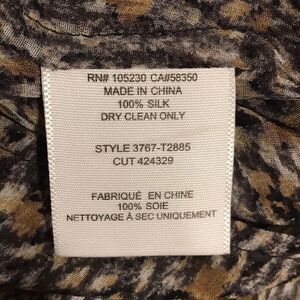 RN# 105230 CA#58350
MADE IN CHINA
100% SILK
DRY CLEAN ONLY
STYLE 3767-T2885
CUT 424329
FABRIQUÉ EN CHINE
100% SOIE
NETTOYAGE À SEC UNIQUEMENT